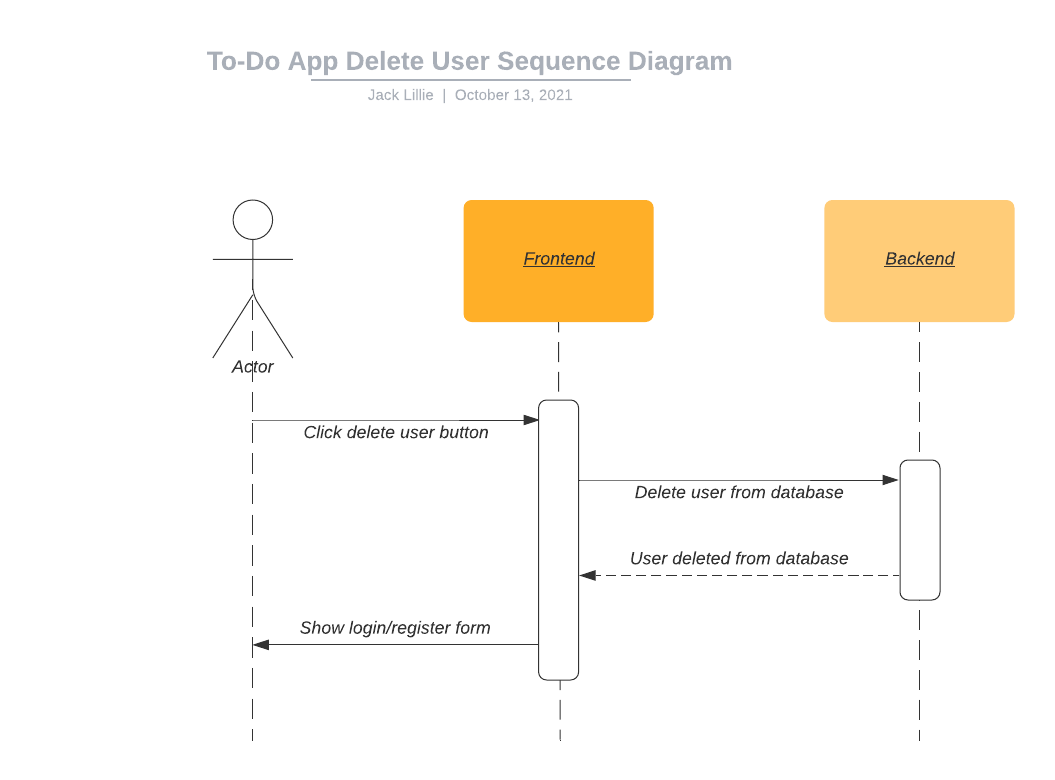 To-Do App Delete User Sequence Diagram
Jack Lillie | October 13, 2021
Frontend
Backend
Actor
Click delete user button
Delete user from database
User deleted from database
Show login/register form